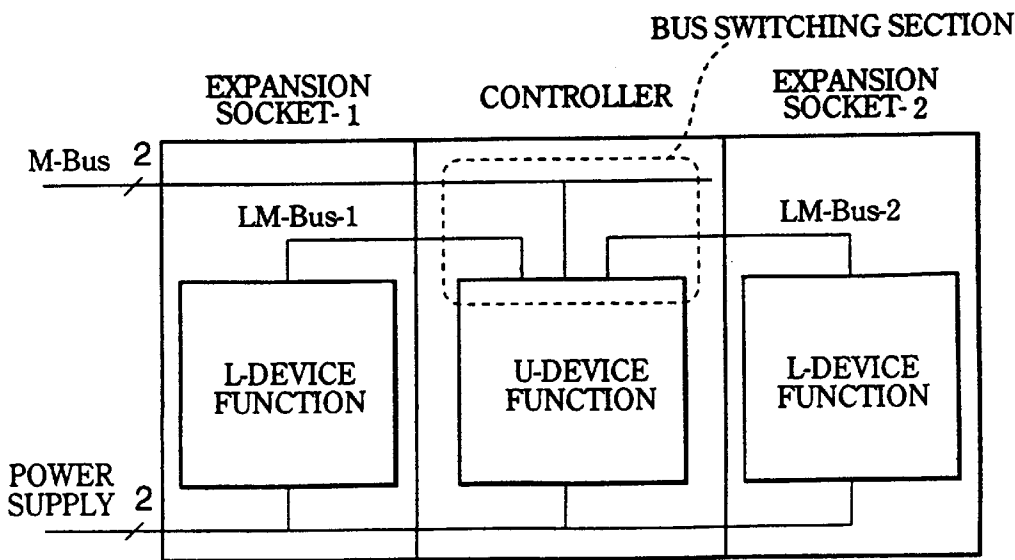 BUS SWITCHING SECTION
EXPANSION
SOCKET- 1
CONTROLLER
EXPANSION
SOCKET- 2
M-Bus 2
LM-Bus-1
LM-Bus-2
L-DEVICE
FUNCTION
U-DEVICE
FUNCTION
L-DEVICE
FUNCTION
POWER
SUPPLY 2